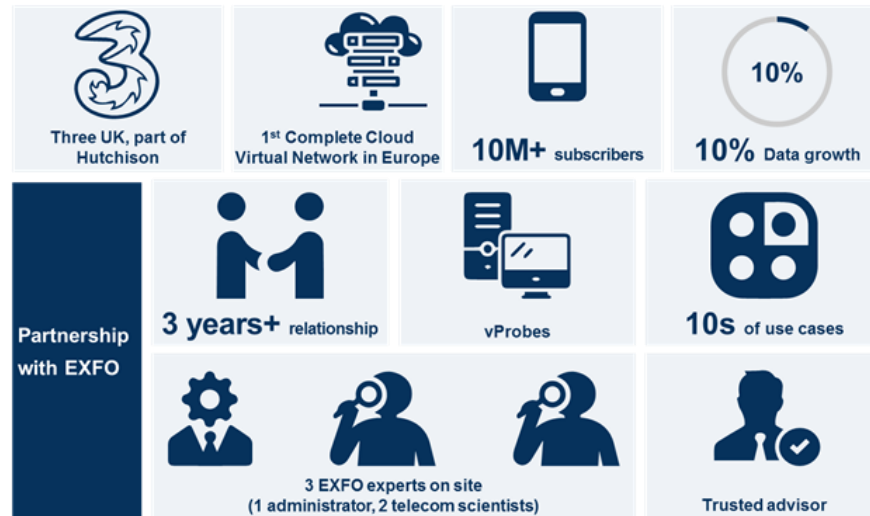 Three UK, part of
Hutchison
1st Complete Cloud
Virtual Network in Europe
10M+ subscribers
10%
10% Data growth
Partnership
with EXFO
3 years+ relationship
vProbes
10s of use cases
3 EXFO experts on site
(1 administrator, 2 telecom scientists)
Trusted advisor